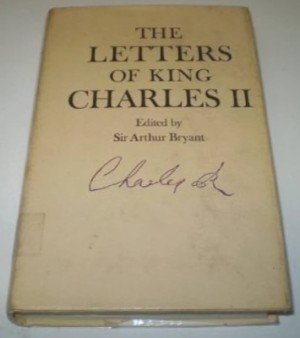 THE
LETTERS
OF KING
CHARLES II
Edited by
Sir Arthur Bryant
Charles R